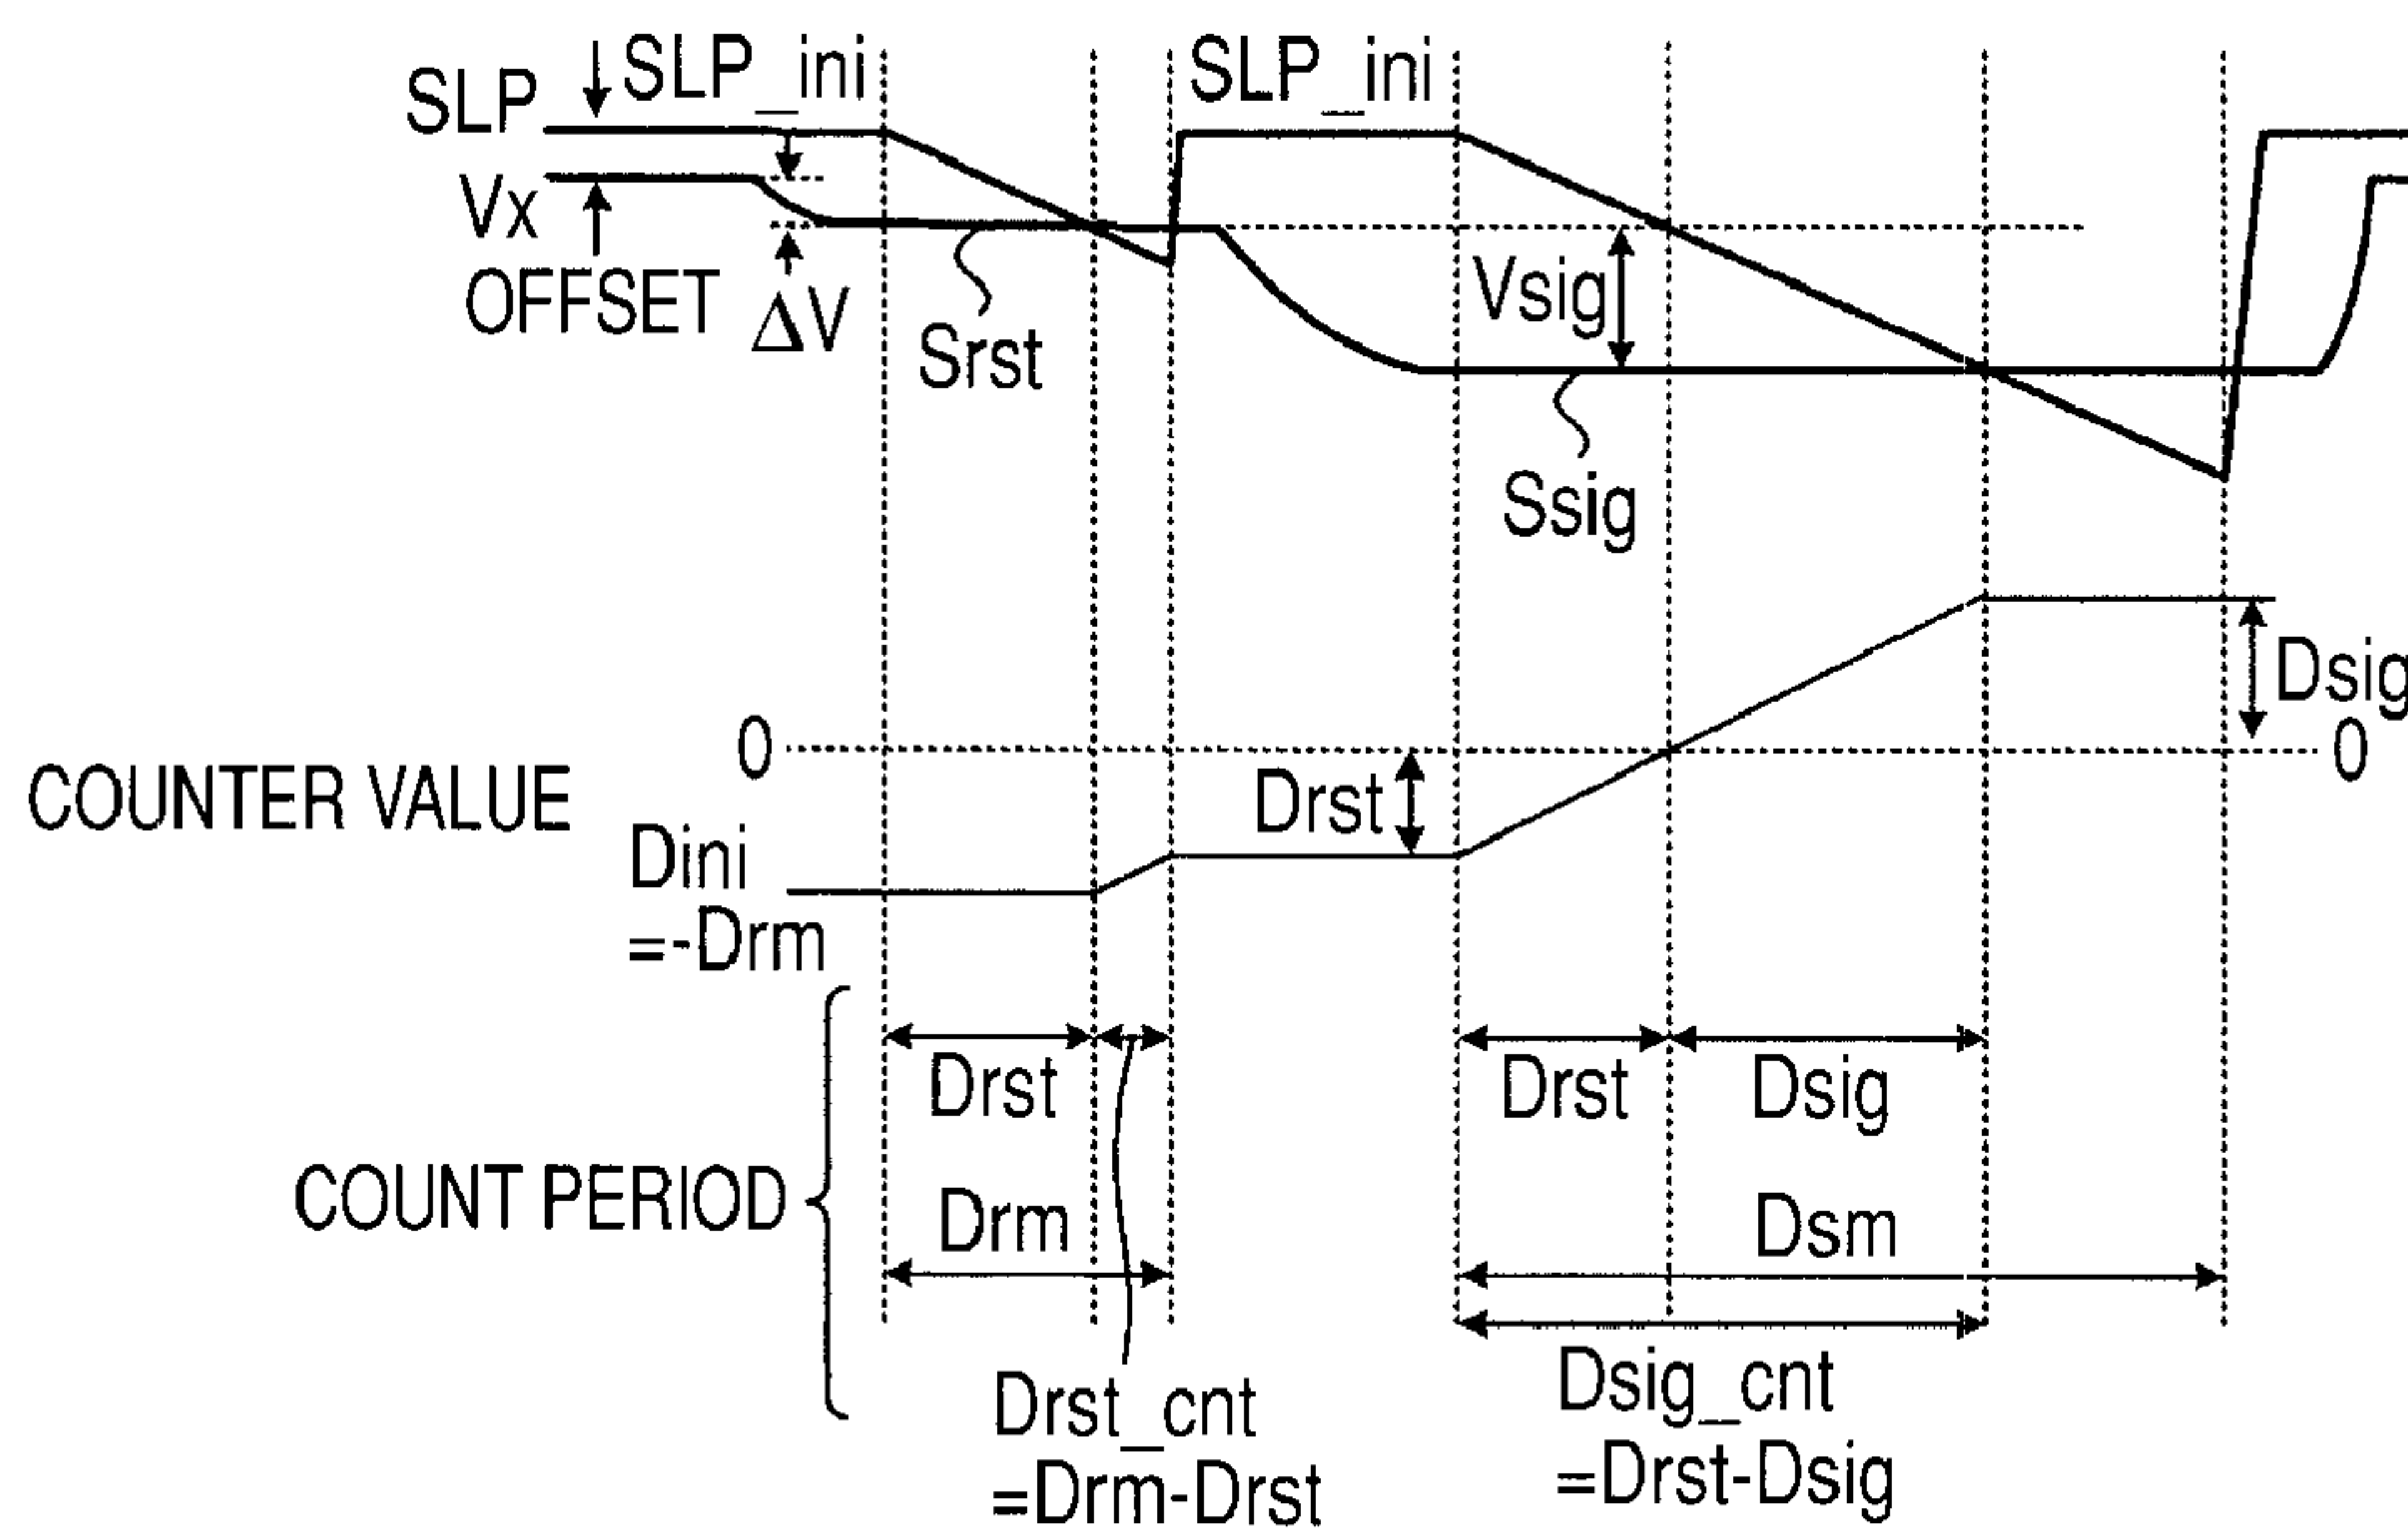 SLP
SLP_ini
SLP_ini
Vx
OFFSET
ΔV
Srst
Vsig
Ssig
Dsig
0
0
COUNTER VALUE
Drst
Dini
=-Drm
Drst
Drst
Dsig
COUNT PERIOD
Drm
Dsm
Drst_cnt
=Drm-Drst
Dsig_cnt
=Drst-Dsig